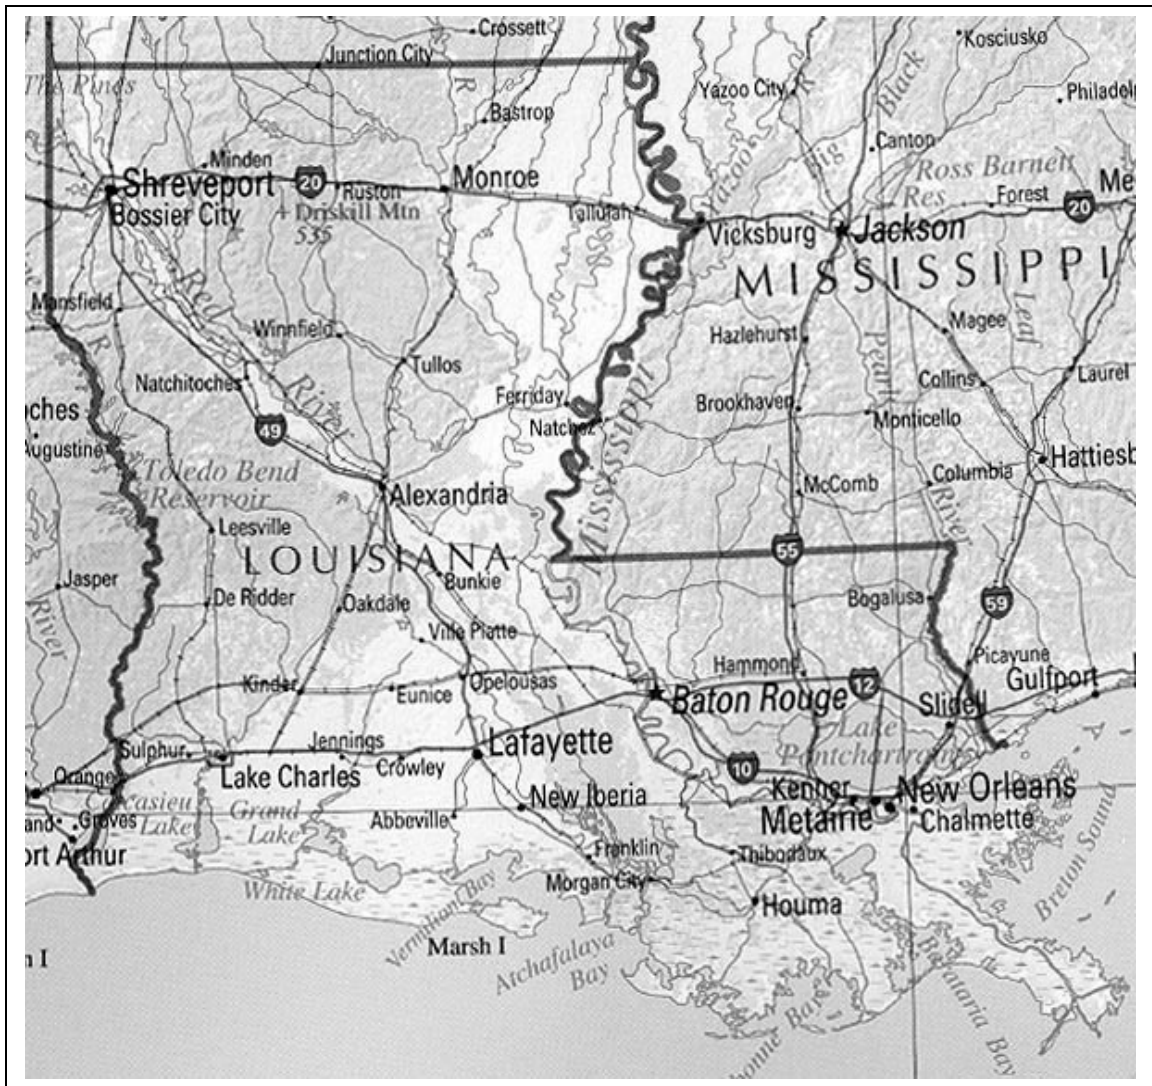 Crossett
Junction City
Kosciusko
The Pines
R
Yazoo City
R
Black
Philadelp
Bastrop
Canton
Big
Minden
Ross Barnett
Res
Yazoo
Shreveport
20
Ruston
Monroe
Forest
20
Me
Bossier City
+ Driskill Mtn
535
Tallulah
Vicksburg
Jackson
MISSISSIPPI
Mansfield
Red
Leaf
R
Winnfield
Hazlehurst
Magee
Tullos
Pearl
Natchitoches
River
Ferriday
Collins
Laurel
oches
Brookhaven
Natchez
Monticello
49
Augustine
Mississippi
Hattiesb
Toledo Bend
Reservoir
Alexandria
McComb
Columbia
River
Leesville
LOUISIANA
55
Jasper
Bunkie
De Ridder
Oakdale
Bogalusa
59
River
Ville Platte
Picayune
Hammond
Gulfport
Kinder
Eunice
Opelousas
12
Baton Rouge
Slidell
Sulphur
Jennings
Lafayette
Lake
Pontchartrain
Crowley
Lake Charles
10
Orange
Kenner
New Orleans
Calcasieu
Lake
Grand
Lake
New Iberia
Metairie
Chalmette
and
Groves
Abbeville
ort Arthur
Franklin
Thibodaux
Breton Sound
White Lake
Morgan City
Houma
Vermilion Bay
Marsh I
n I
Atchafalaya
Bay
Barataria Bay
bonne Bay